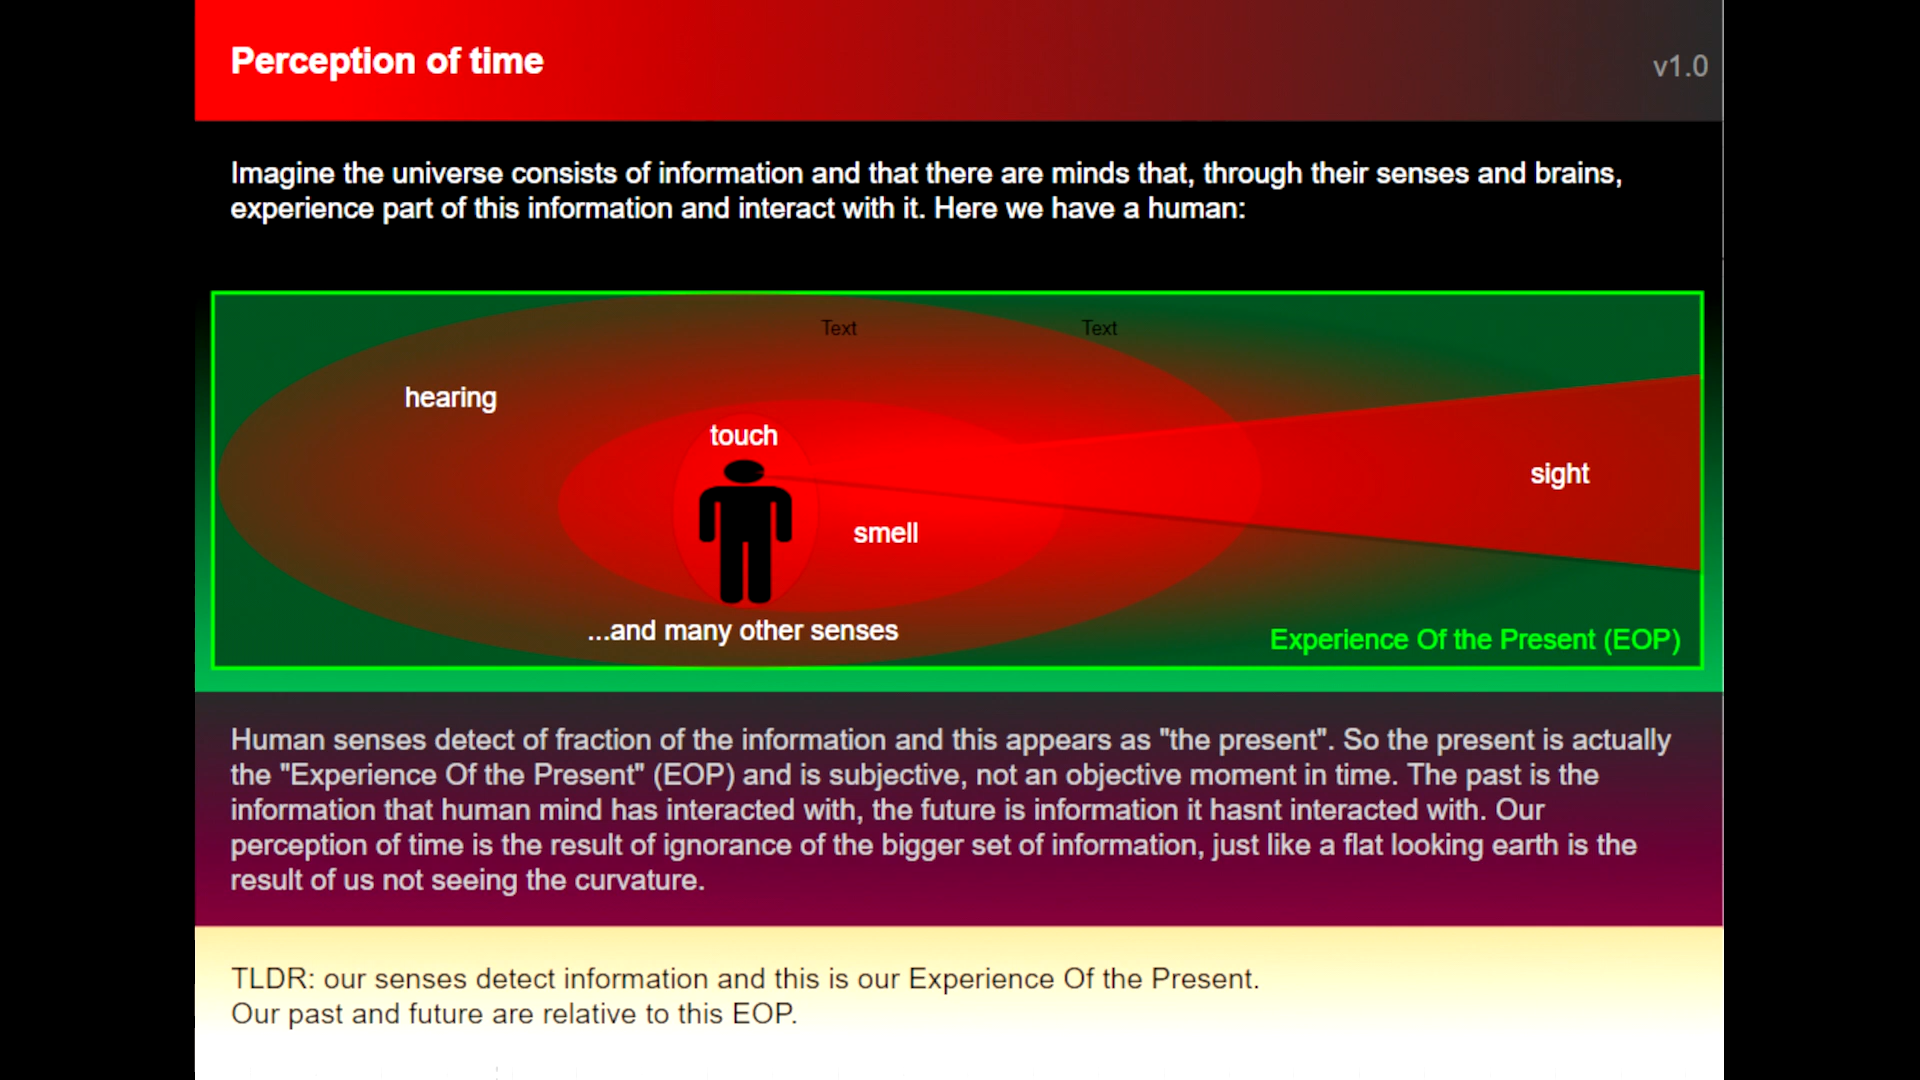 Perception of time
v1.0
Imagine the universe consists of information and that there are minds that, through their senses and brains,
experience part of this information and interact with it. Here we have a human:
Text
Text
hearing
touch
sight
smell
...and many other senses
Experience Of the Present (EOP)
Human senses detect of fraction of the information and this appears as "the present". So the present is actually
the "Experience Of the Present" (EOP) and is subjective, not an objective moment in time. The past is the
information that human mind has interacted with, the future is information it hasnt interacted with. Our
perception of time is the result of ignorance of the bigger set of information, just like a flat looking earth is the
result of us not seeing the curvature.
TLDR: our senses detect information and this is our Experience Of the Present.
Our past and future are relative to this EOP.